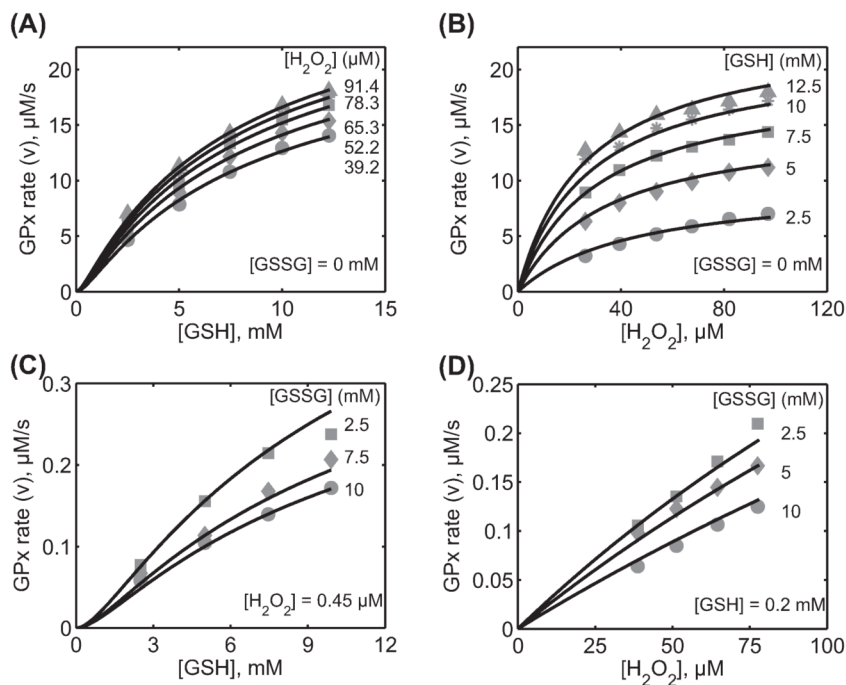 (A)
[H2O2] (µM)
91.4
78.3
65.3
52.2
39.2
[GSSG] = 0 mM
GPx rate (v), µM/s
20
15
10
5
0
0 5 10 15
[GSH], mM
(B)
[GSH] (mM)
12.5
10
7.5
5
2.5
[GSSG] = 0 mM
GPx rate (v), µM/s
20
15
10
5
0
0 40 80 120
[H2O2], µM
(C)
[GSSG] (mM)
2.5
7.5
10
[H2O2] = 0.45 µM
GPx rate (v), µM/s
0.3
0.2
0.1
0
0 3 6 9 12
[GSH], mM
(D)
[GSSG] (mM)
2.5
5
10
[GSH] = 0.2 mM
GPx rate (v), µM/s
0.25
0.2
0.15
0.1
0.05
0
0 25 50 75 100
[H2O2], µM